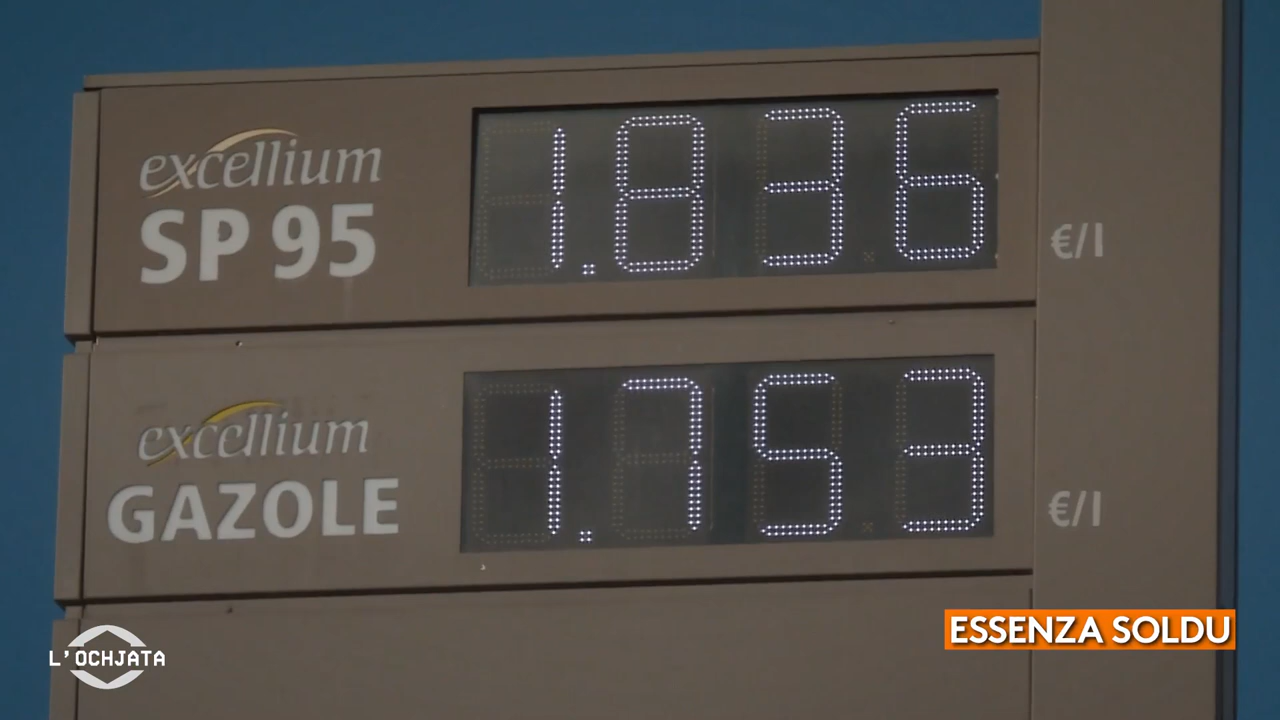 excellium
SP 95
1.836
€/l
excellium
GAZOLE
1.753
€/l
ESSENZA SOLDU
L'OCHJATA